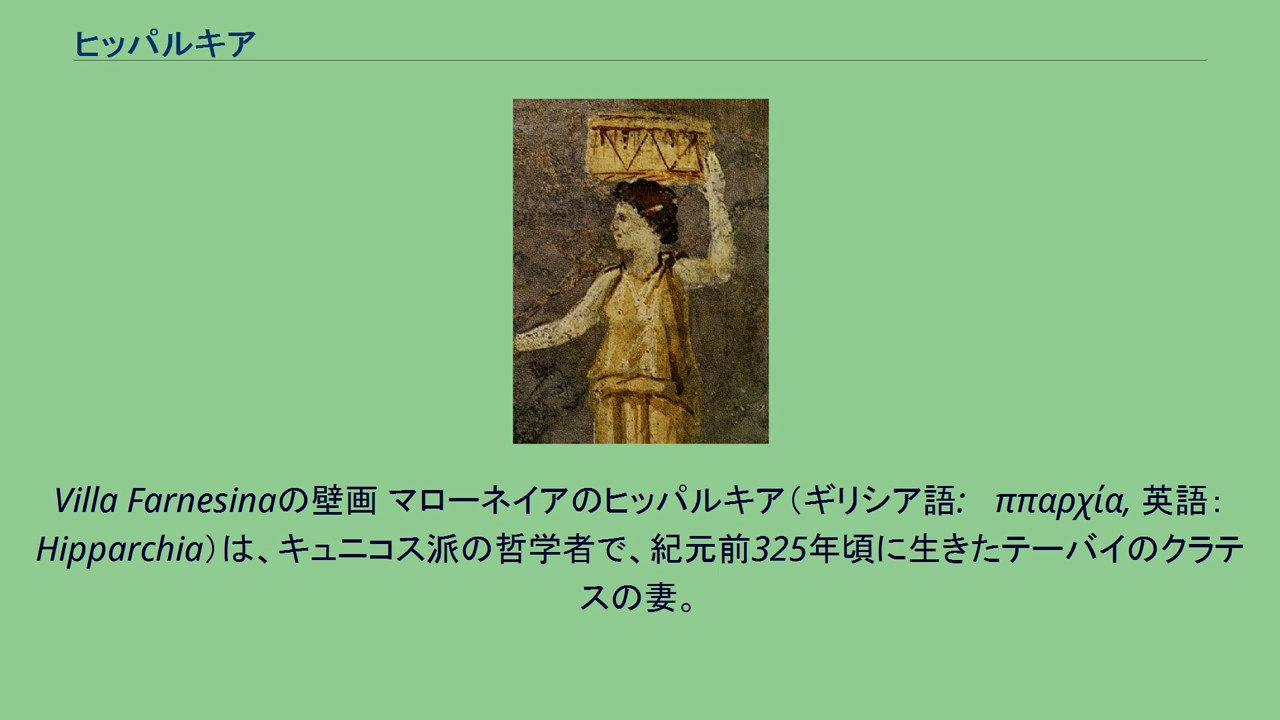 ヒッパルキア
Villa Farnesinaの壁画 マローネイアのヒッパルキア（ギリシア語: ππαρχία, 英語：
Hipparchia）は、キュニコス派の哲学者で、紀元前325年頃に生きたテーバイのクラテ
スの妻。